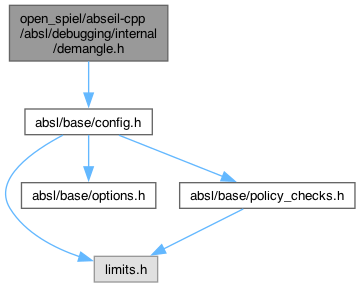 open_spiel/abseil-cpp
/absl/debugging/internal
/demangle.h
absl/base/config.h
absl/base/options.h
absl/base/policy_checks.h
limits.h